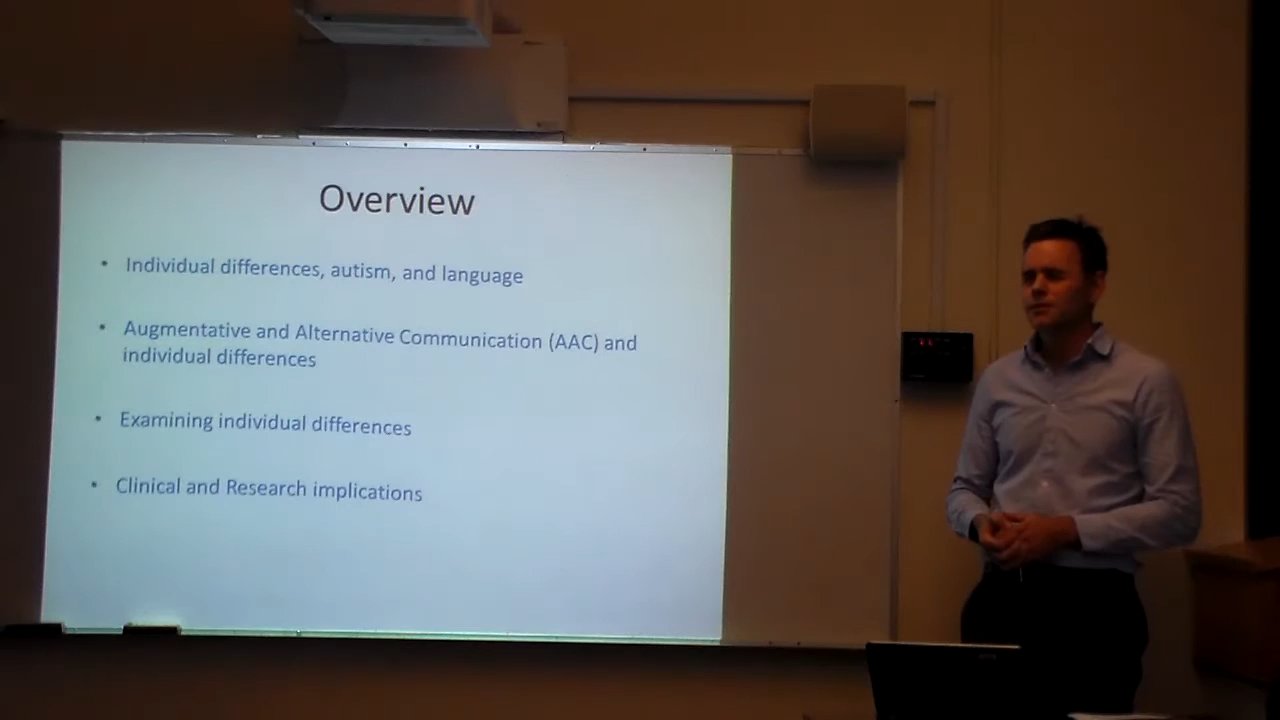 Overview
• Individual differences, autism, and language
• Augmentative and Alternative Communication (AAC) and
individual differences
• Examining individual differences
• Clinical and Research implications